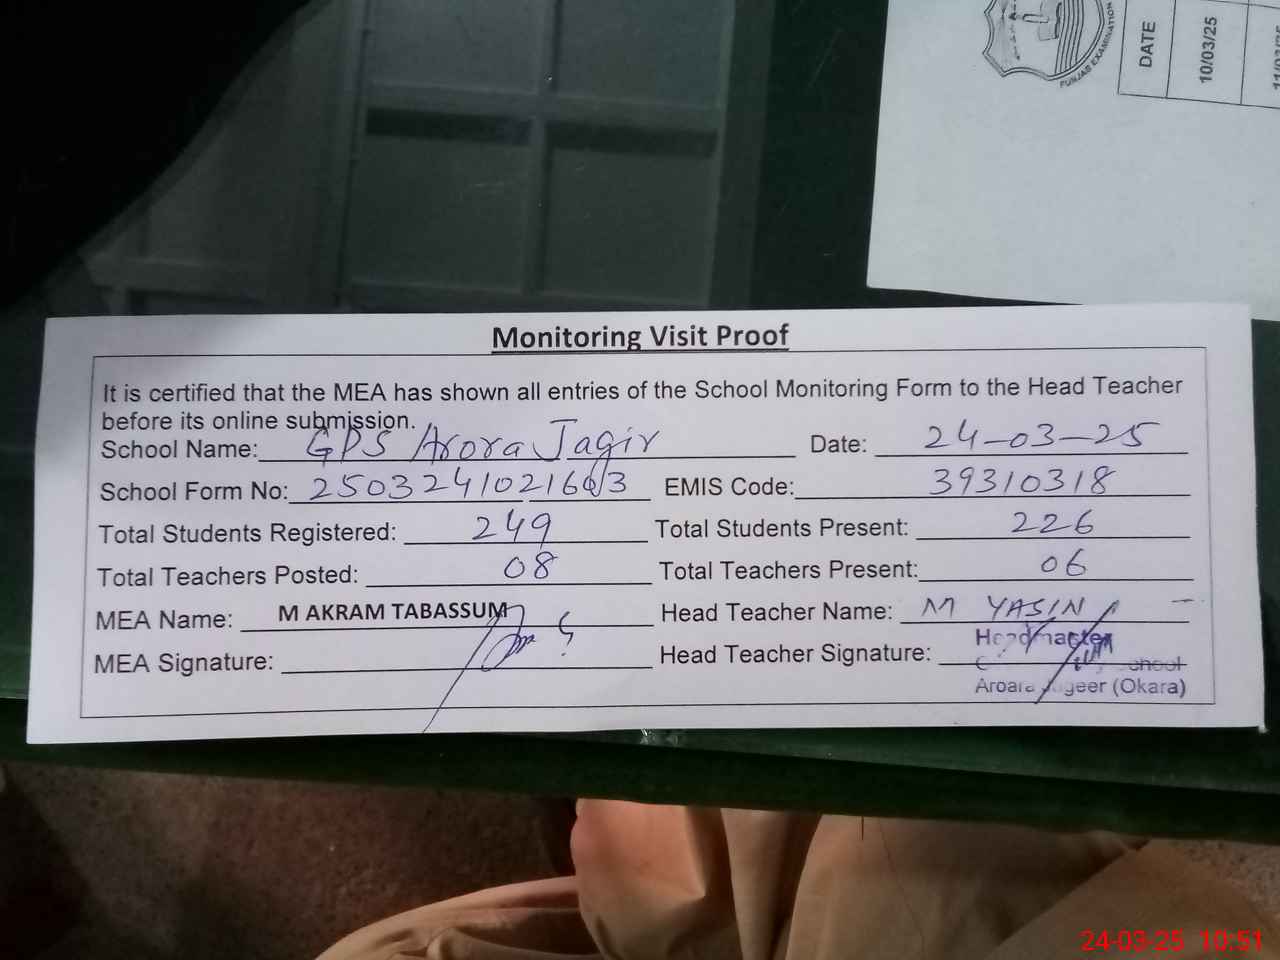 PUNJAB EXAMINATION
DATE
10/03/25
Monitoring Visit Proof
It is certified that the MEA has shown all entries of the School Monitoring Form to the Head Teacher
before its online submission.
School Name: GPS Arora Jagir Date: 24-03-25
School Form No: EMIS Code: 39310318
Total Students Registered: 249 Total Students Present: 226
Total Teachers Posted: 08 Total Teachers Present: 06
MEA Name: M AKRAM TABASSUM Head Teacher Name: M YASIN
MEA Signature: Head Teacher Signature:
Headmaster
School
Aroara Jageer (Okara)
24-03-25 10:51